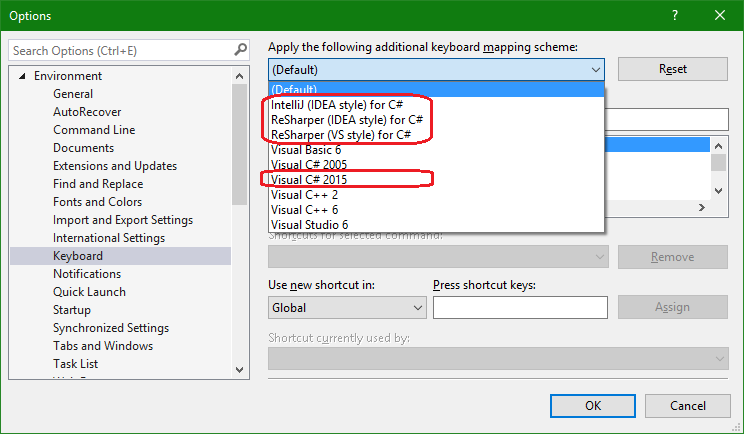 Options
Search Options (Ctrl+E)
Environment
General
AutoRecover
Command Line
Documents
Extensions and Updates
Find and Replace
Fonts and Colors
Import and Export Settings
International Settings
Keyboard
Notifications
Quick Launch
Startup
Synchronized Settings
Tabs and Windows
Task List
Apply the following additional keyboard mapping scheme:
(Default)
Reset
(Default)
IntelliJ (IDEA style) for C#
ReSharper (IDEA style) for C#
ReSharper (VS style) for C#
Visual Basic 6
Visual C# 2005
Visual C# 2015
Visual C++ 2
Visual C++ 6
Visual Studio 6
Shortcuts for selected command:
Remove
Use new shortcut in:
Press shortcut keys:
Global
Assign
Shortcut currently used by:
OK
Cancel